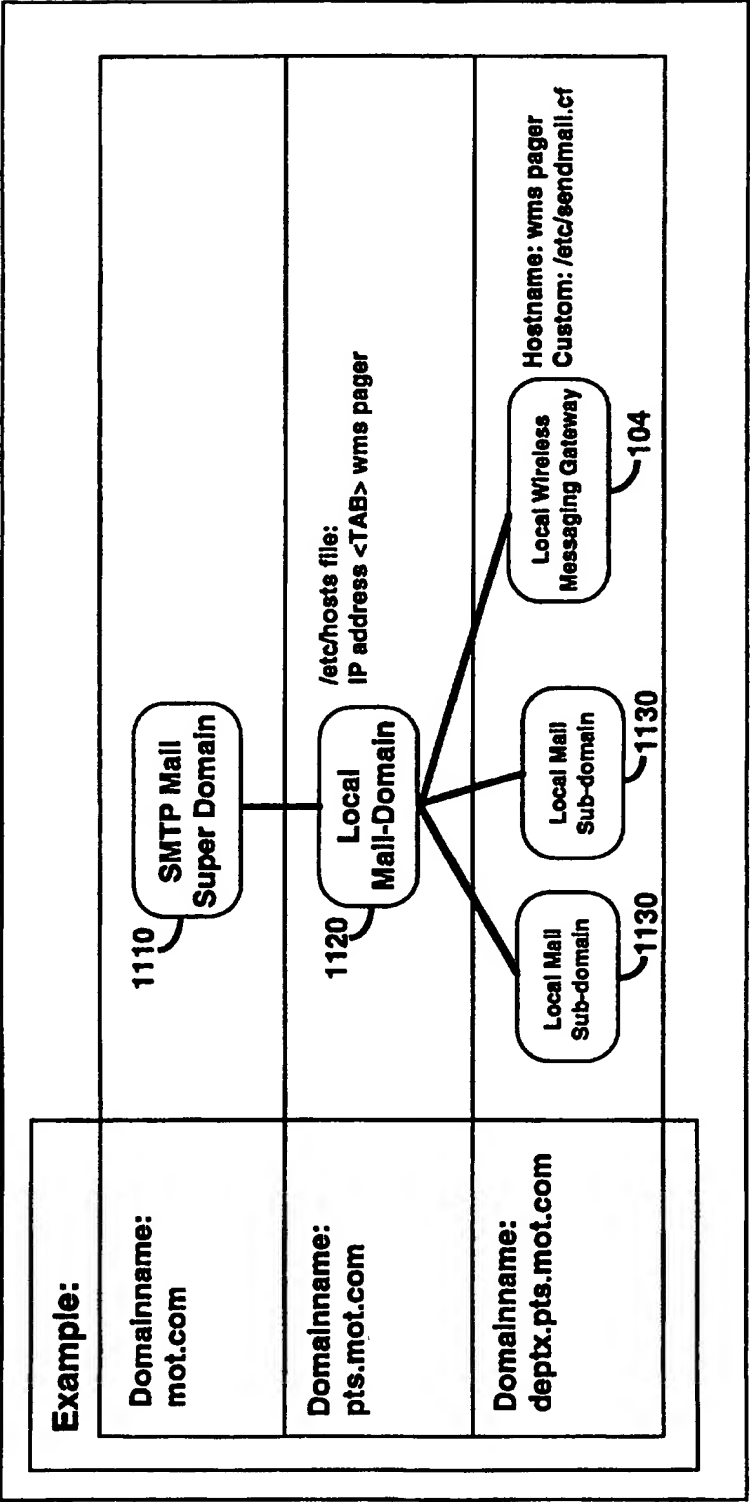 Example:
Domainname:
mot.com
1110
SMTP Mail
Super Domain
Domainname:
pts.mot.com
1120
Local
Mail-Domain
/etc/hosts file:
IP address <TAB> wms pager
Domainname:
deptx.pts.mot.com
Local Mail
Sub-domain
1130
Local Mail
Sub-domain
1130
Local Wireless
Messaging Gateway
104
Hostname: wms pager
Custom: /etc/sendmail.cf